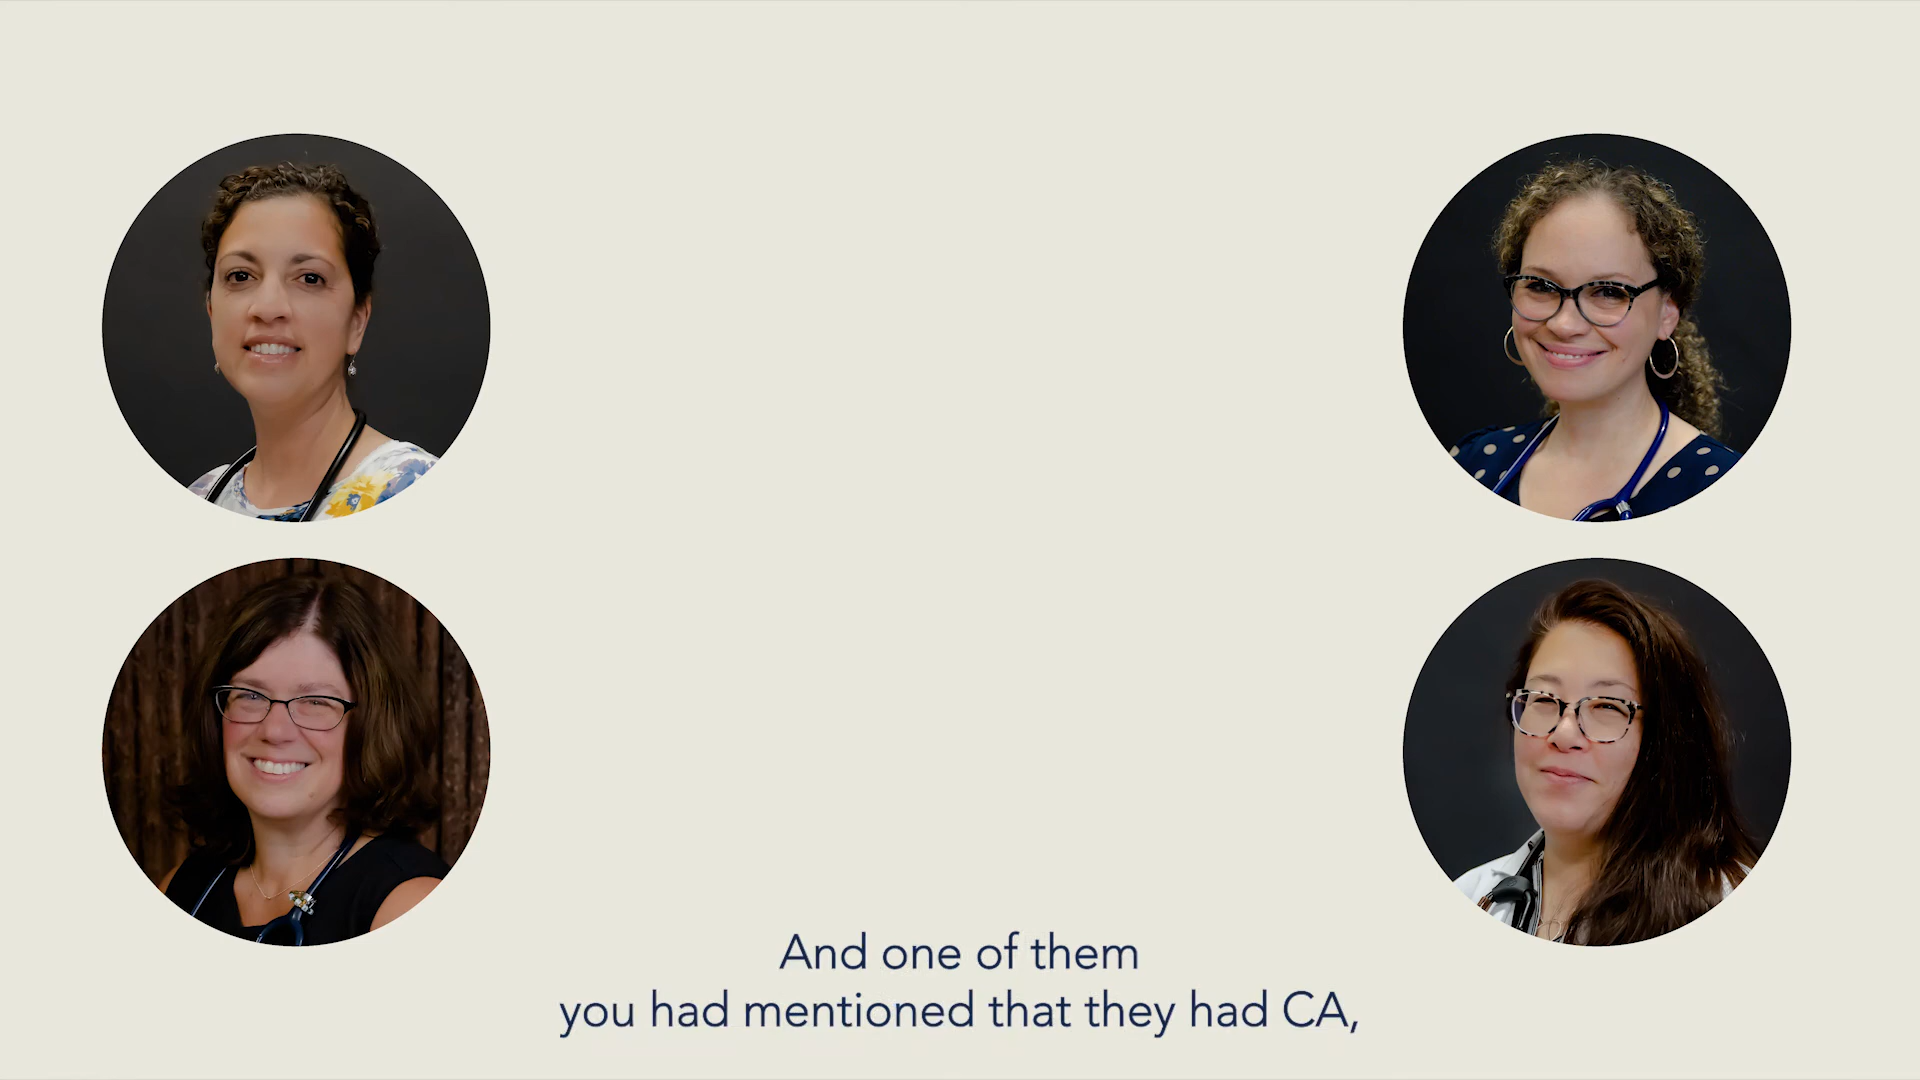 And one of them
you had mentioned that they had CA,